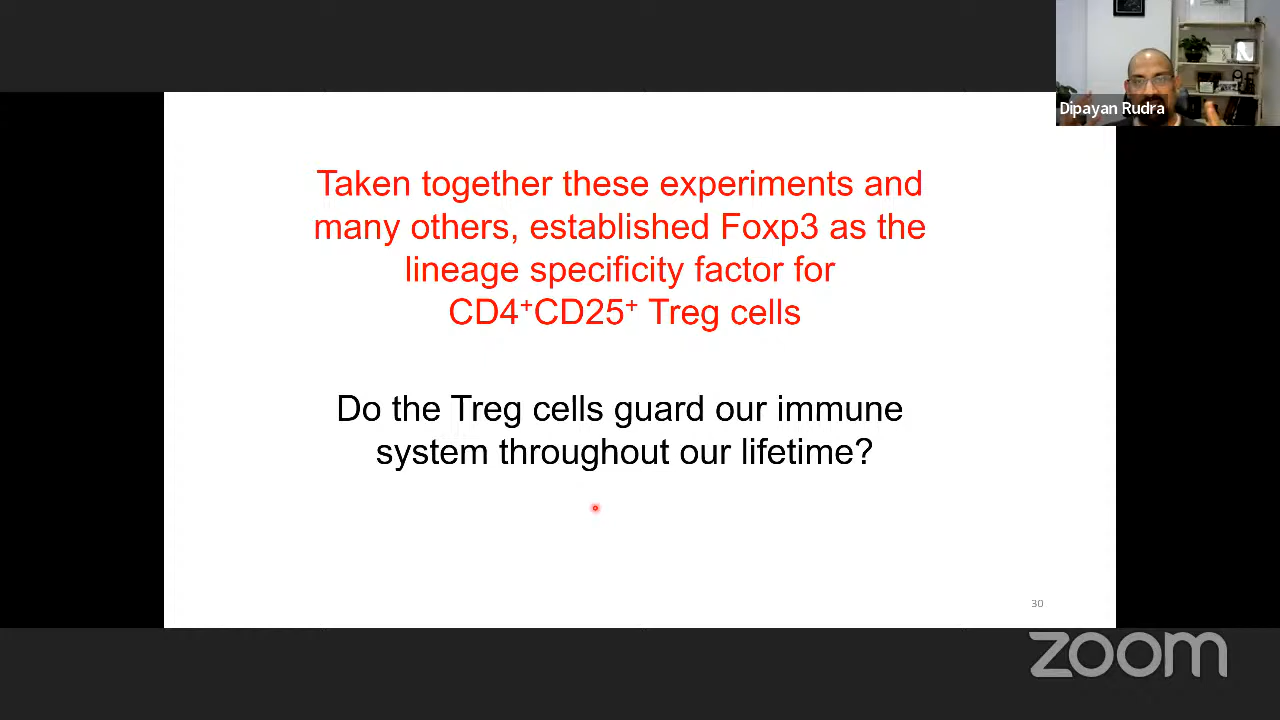 Dipayan Rudra
Taken together these experiments and
many others, established Foxp3 as the
lineage specificity factor for
CD4⁺CD25⁺ Treg cells
Do the Treg cells guard our immune
system throughout our lifetime?
30
zoom